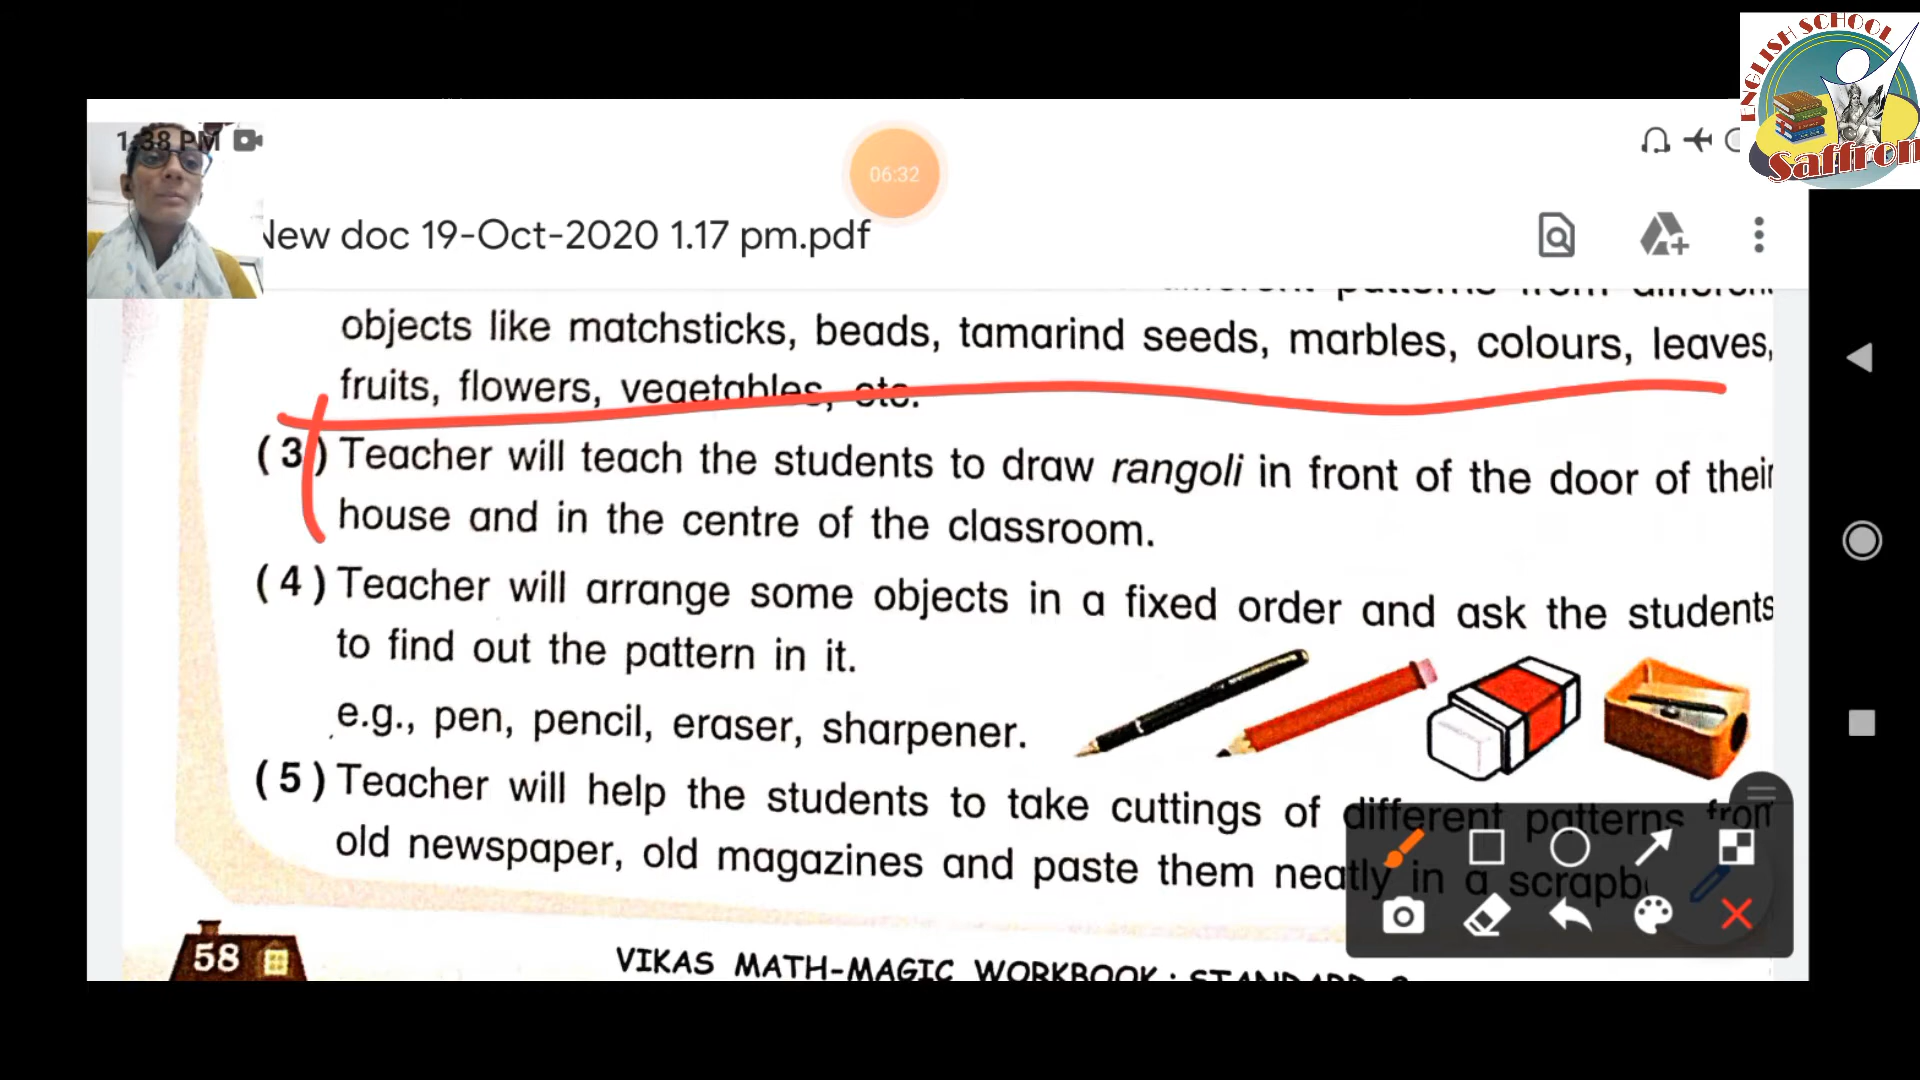 ENGLISH SCHOOL
Saffron
1:38 PM
06:32
New doc 19-Oct-2020 1.17 pm.pdf
different patterns from different
objects like matchsticks, beads, tamarind seeds, marbles, colours, leaves,
fruits, flowers, vegetables, etc.
(3) Teacher will teach the students to draw rangoli in front of the door of their
house and in the centre of the classroom.
(4) Teacher will arrange some objects in a fixed order and ask the students
to find out the pattern in it.
e.g., pen, pencil, eraser, sharpener.
(5) Teacher will help the students to take cuttings of different patterns from
old newspaper, old magazines and paste them neatly in a scrapb
58
VIKAS MATH-MAGIC WORKBOOK : STANDARD